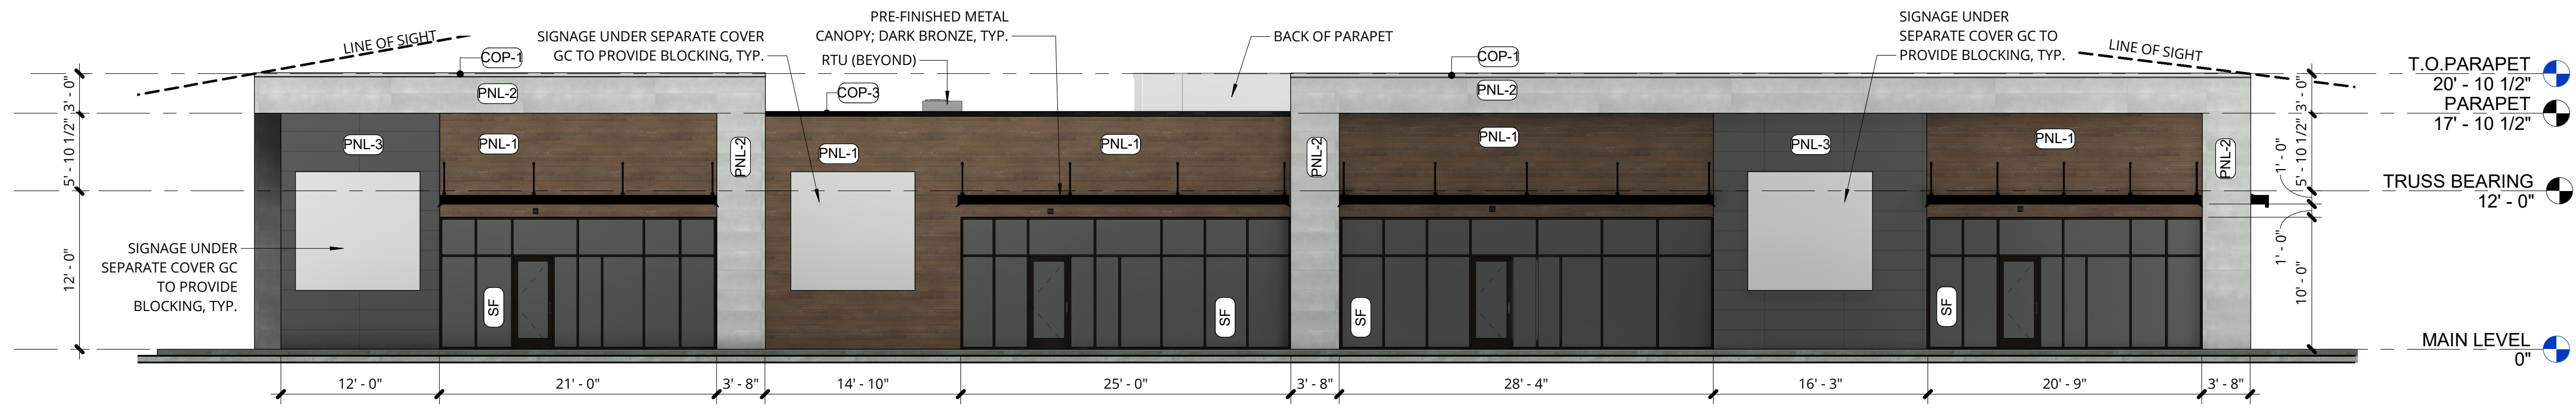 LINE OF SIGHT
COP-1
SIGNAGE UNDER SEPARATE COVER
GC TO PROVIDE BLOCKING, TYP.
PRE-FINISHED METAL
CANOPY; DARK BRONZE, TYP.
RTU (BEYOND)
COP-3
BACK OF PARAPET
COP-1
SIGNAGE UNDER
SEPARATE COVER GC TO
PROVIDE BLOCKING, TYP.
LINE OF SIGHT
T.O.PARAPET
20' - 10 1/2"
PARAPET
17' - 10 1/2"
TRUSS BEARING
12' - 0"
MAIN LEVEL
0"
3' - 0"
5' - 10 1/2"
12' - 0"
PNL-2
PNL-3
PNL-1
PNL-2
PNL-1
PNL-1
PNL-2
PNL-2
PNL-1
PNL-3
PNL-1
PNL-2
SIGNAGE UNDER
SEPARATE COVER GC
TO PROVIDE
BLOCKING, TYP.
SF
SF
SF
SF
3' - 0"
5' - 10 1/2"
1' - 0"
1' - 0"
10' - 0"
12' - 0"
21' - 0"
3' - 8"
14' - 10"
25' - 0"
3' - 8"
28' - 4"
16' - 3"
20' - 9"
3' - 8"